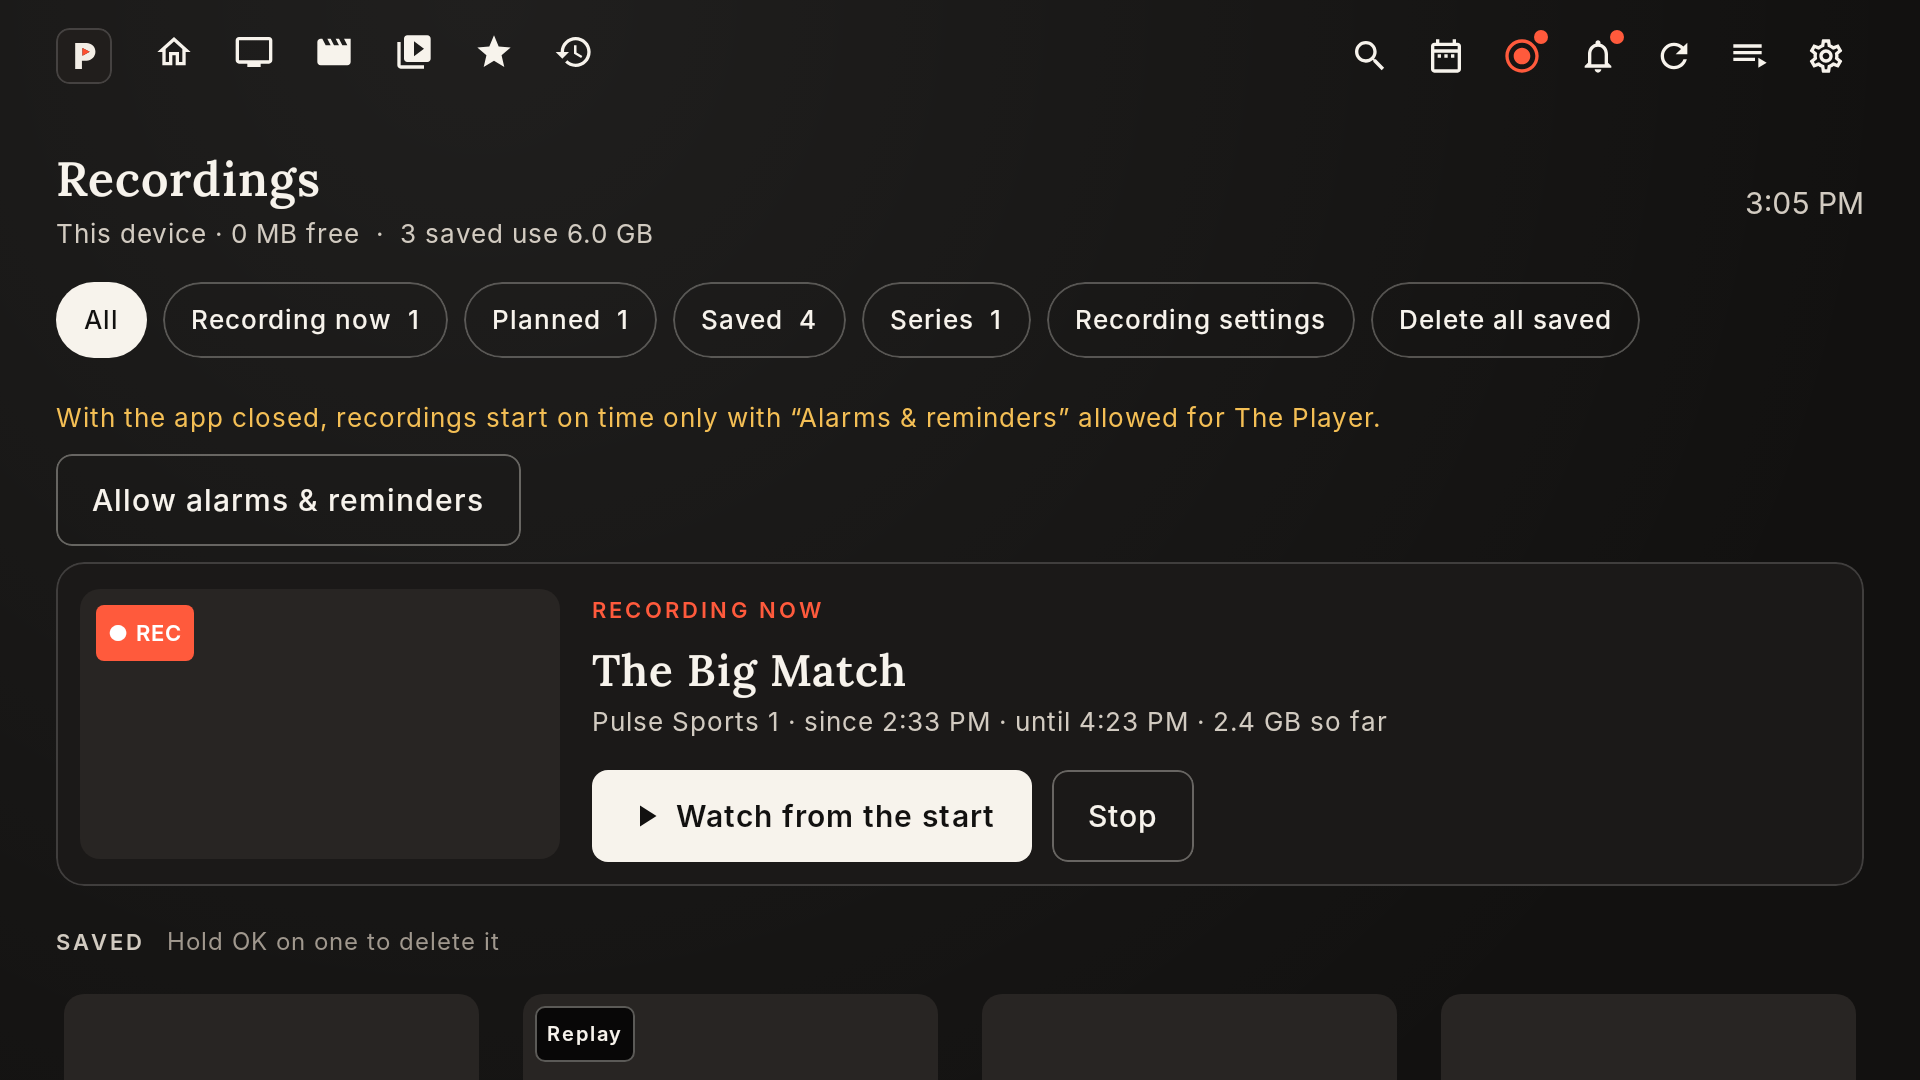 P
Recordings
3:05 PM
This device · 0 MB free · 3 saved use 6.0 GB
All
Recording now 1
Planned 1
Saved 4
Series 1
Recording settings
Delete all saved
With the app closed, recordings start on time only with “Alarms & reminders” allowed for The Player.
Allow alarms & reminders
REC
RECORDING NOW
The Big Match
Pulse Sports 1 · since 2:33 PM · until 4:23 PM · 2.4 GB so far
Watch from the start
Stop
SAVED Hold OK on one to delete it
Replay